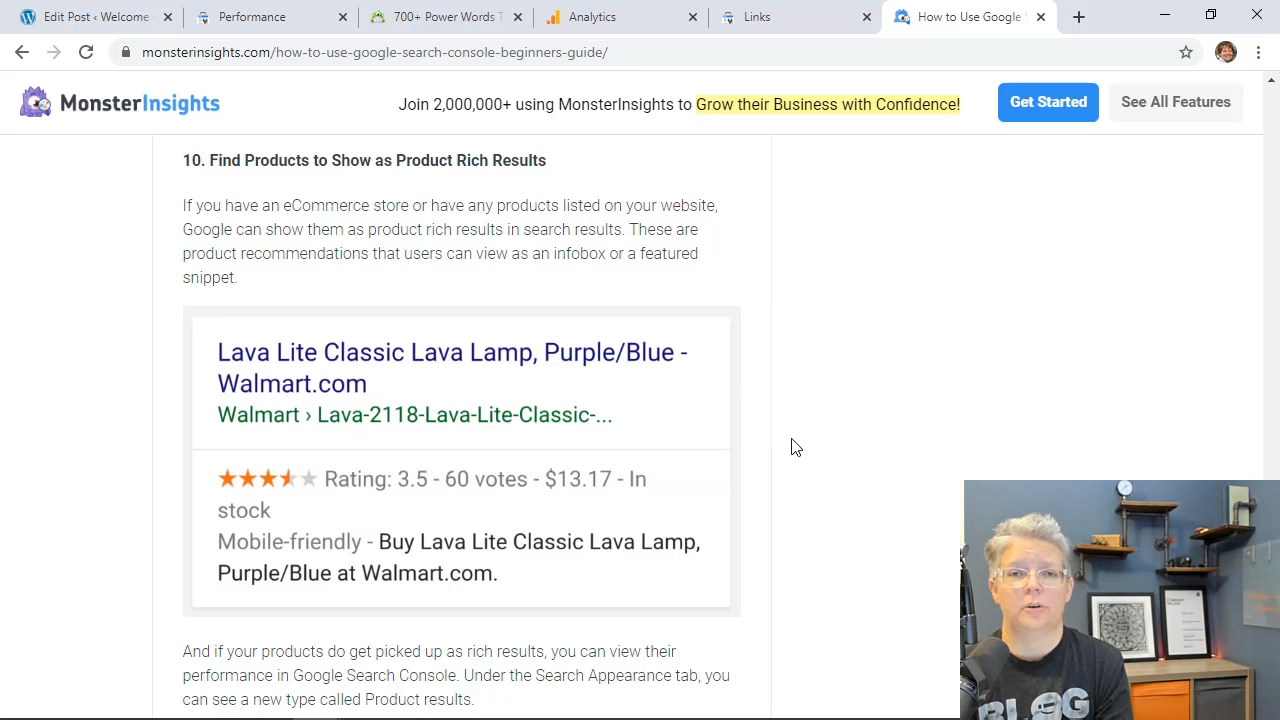 Edit Post ‹ Welcome
Performance
700+ Power Words T
Analytics
Links
How to Use Google S
monsterinsights.com/how-to-use-google-search-console-beginners-guide/
MonsterInsights
Join 2,000,000+ using MonsterInsights to Grow their Business with Confidence!
Get Started
See All Features
10. Find Products to Show as Product Rich Results
If you have an eCommerce store or have any products listed on your website,
Google can show them as product rich results in search results. These are
product recommendations that users can view as an infobox or a featured
snippet.
Lava Lite Classic Lava Lamp, Purple/Blue -
Walmart.com
Walmart › Lava-2118-Lava-Lite-Classic-...
Rating: 3.5 - 60 votes - $13.17 - In
stock
Mobile-friendly - Buy Lava Lite Classic Lava Lamp,
Purple/Blue at Walmart.com.
And if your products do get picked up as rich results, you can view their
performance in Google Search Console. Under the Search Appearance tab, you
can see a new type called Product results.
BLOG